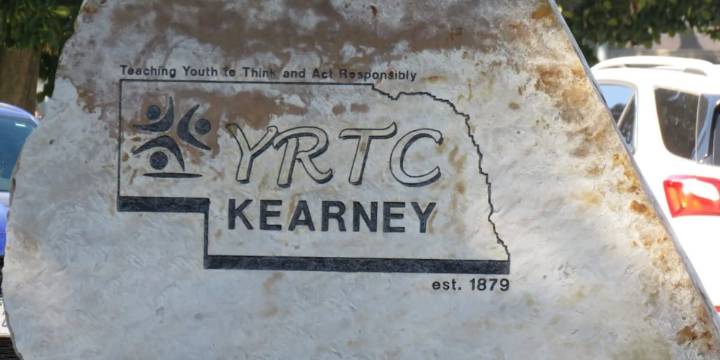 Teaching Youth to Think and Act Responsibly
YRTC
KEARNEY
est. 1879